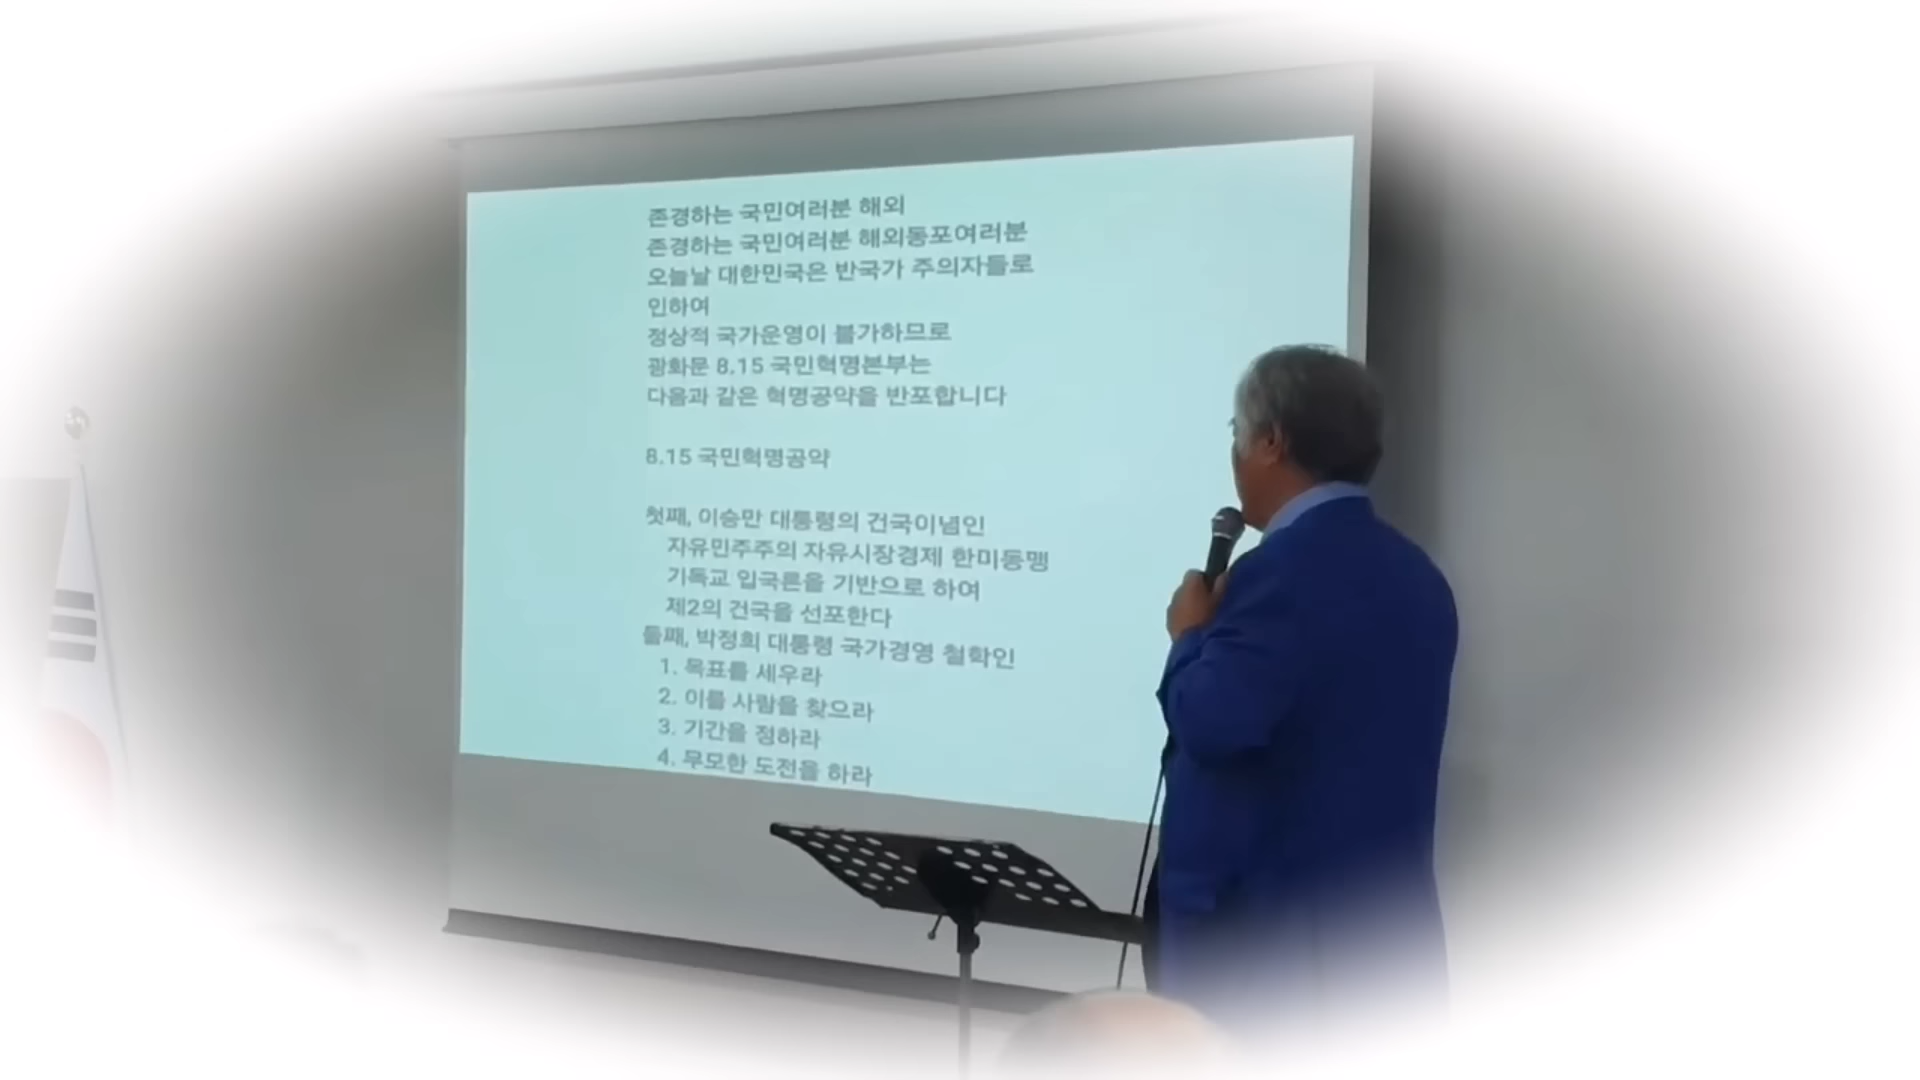 존경하는 국민여러분 해외
존경하는 국민여러분 해외동포여러분
오늘날 대한민국은 반국가 주의자들로
인하여
정상적 국가운영이 불가하므로
광화문 8.15 국민혁명본부는
다음과 같은 혁명공약을 반포합니다
8.15 국민혁명공약
첫째, 이승만 대통령의 건국이념인
자유민주주의 자유시장경제 한미동맹
기독교 입국론을 기반으로 하여
제2의 건국을 선포한다
둘째, 박정희 대통령 국가경영 철학인
1. 목표를 세우라
2. 이룰 사람을 찾으라
3. 기간을 정하라
4. 무모한 도전을 하라